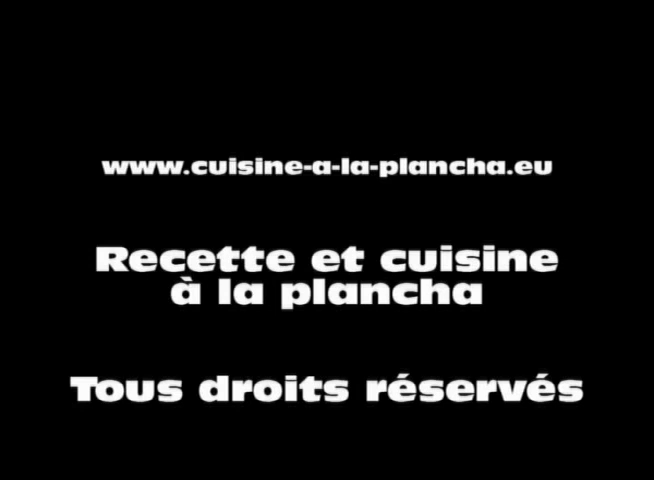 www.cuisine-a-la-plancha.eu
Recette et cuisine
à la plancha
Tous droits réservés